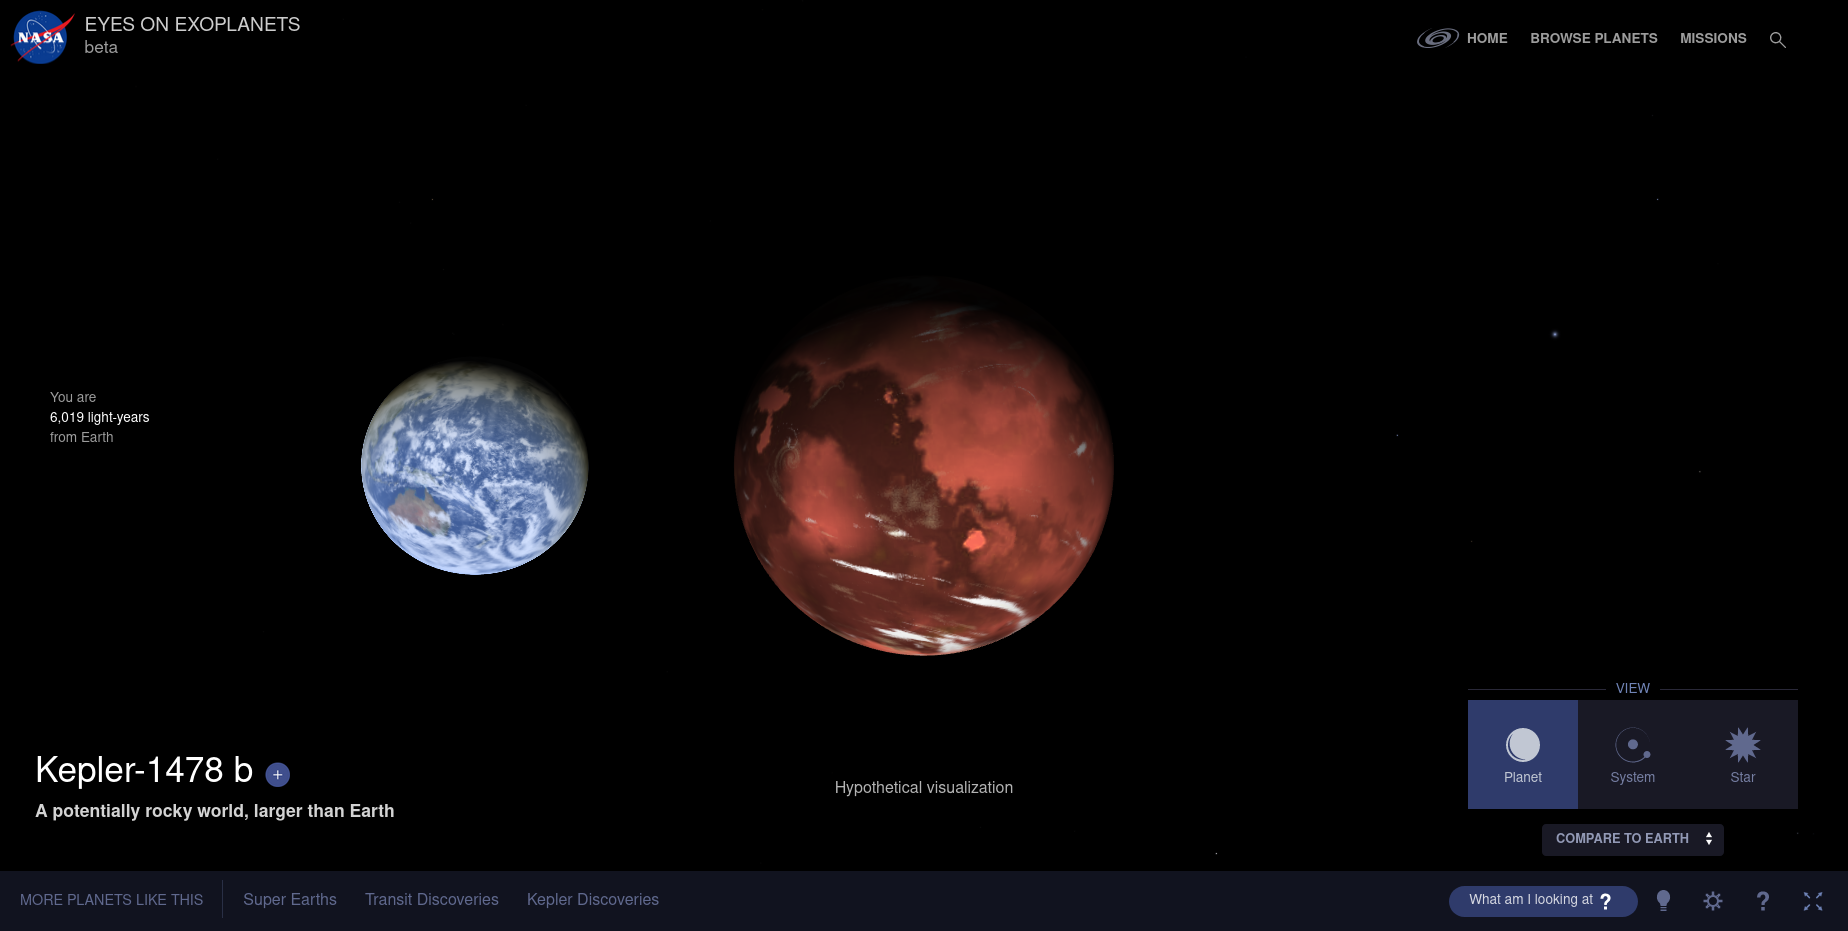 NASA
EYES ON EXOPLANETS
beta
HOME
BROWSE PLANETS
MISSIONS
You are
6,019 light-years
from Earth
Kepler-1478 b +
A potentially rocky world, larger than Earth
Hypothetical visualization
VIEW
Planet
System
Star
COMPARE TO EARTH
MORE PLANETS LIKE THIS
Super Earths
Transit Discoveries
Kepler Discoveries
What am I looking at ?
?